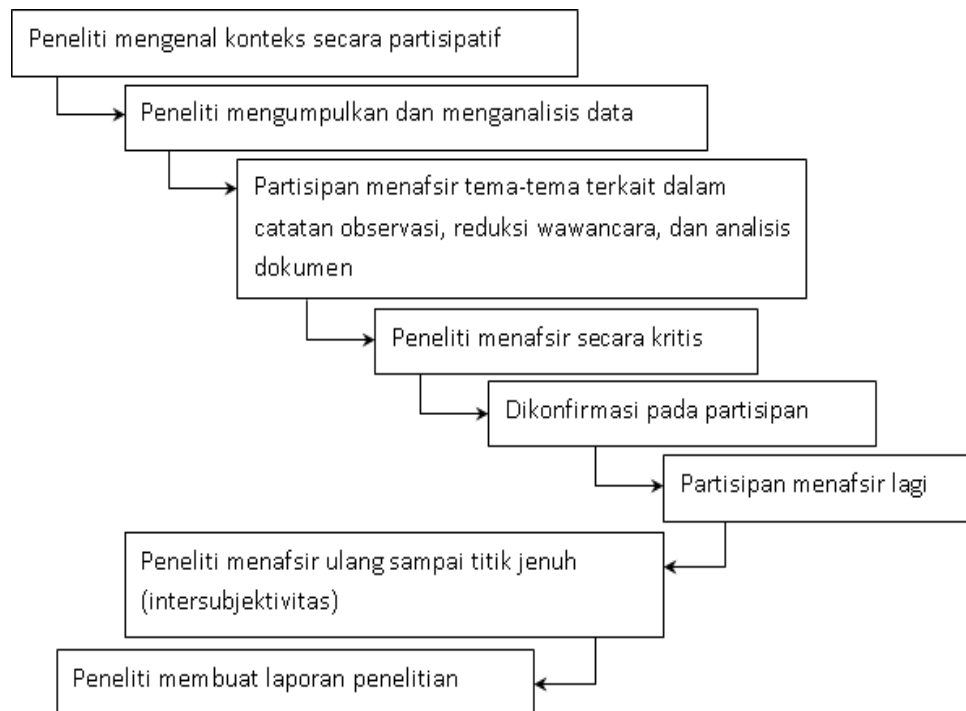 Peneliti mengenal konteks secara partisipatif
Peneliti mengumpulkan dan menganalisis data
Partisipan menafsir tema-tema terkait dalam
catatan observasi, reduksi wawancara, dan analisis
dokumen
Peneliti menafsir secara kritis
Dikonfirmasi pada partisipan
Partisipan menafsir lagi
Peneliti menafsir ulang sampai titik jenuh
(intersubjektivitas)
Peneliti membuat laporan penelitian